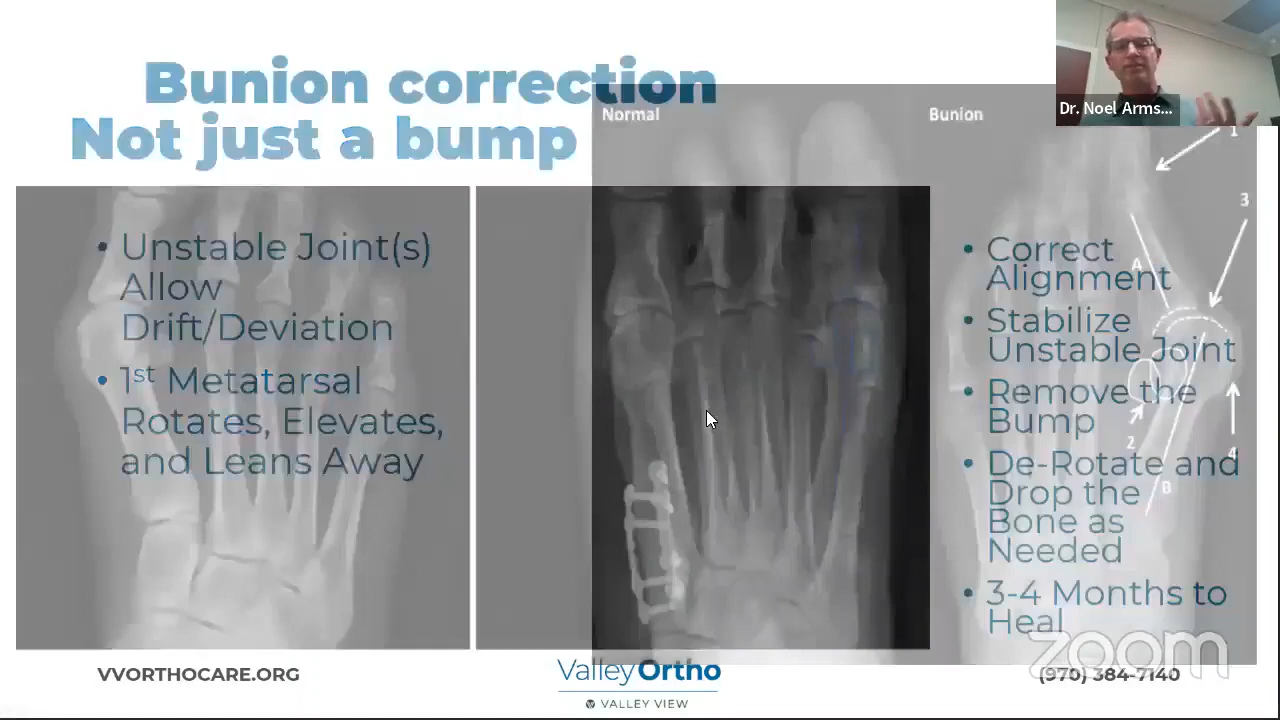 Bunion correction
Not just a bump
Normal
Bunion
Dr. Noel Arms...
1
3
A
2
4
B
• Unstable Joint(s)
Allow
Drift/Deviation
• 1st Metatarsal
Rotates, Elevates,
and Leans Away
• Correct
Alignment
• Stabilize
Unstable Joint
• Remove the
Bump
• De-Rotate and
Drop the
Bone as
Needed
• 3-4 Months to
Heal
zoom
VVORTHOCARE.ORG
ValleyOrtho
VALLEY VIEW
(970) 384-7140